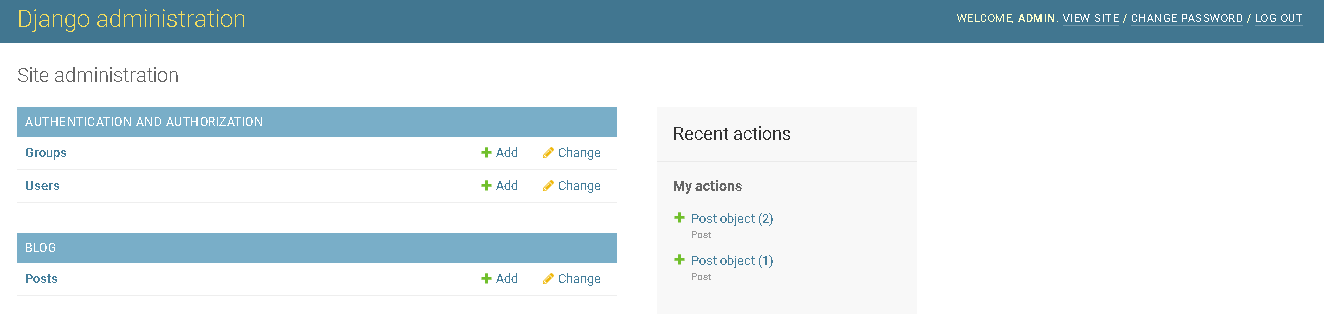 Django administration
WELCOME, ADMIN. VIEW SITE / CHANGE PASSWORD / LOG OUT
Site administration
AUTHENTICATION AND AUTHORIZATION
Groups Add Change
Users Add Change
BLOG
Posts Add Change
Recent actions
My actions
Post object (2)
Post
Post object (1)
Post